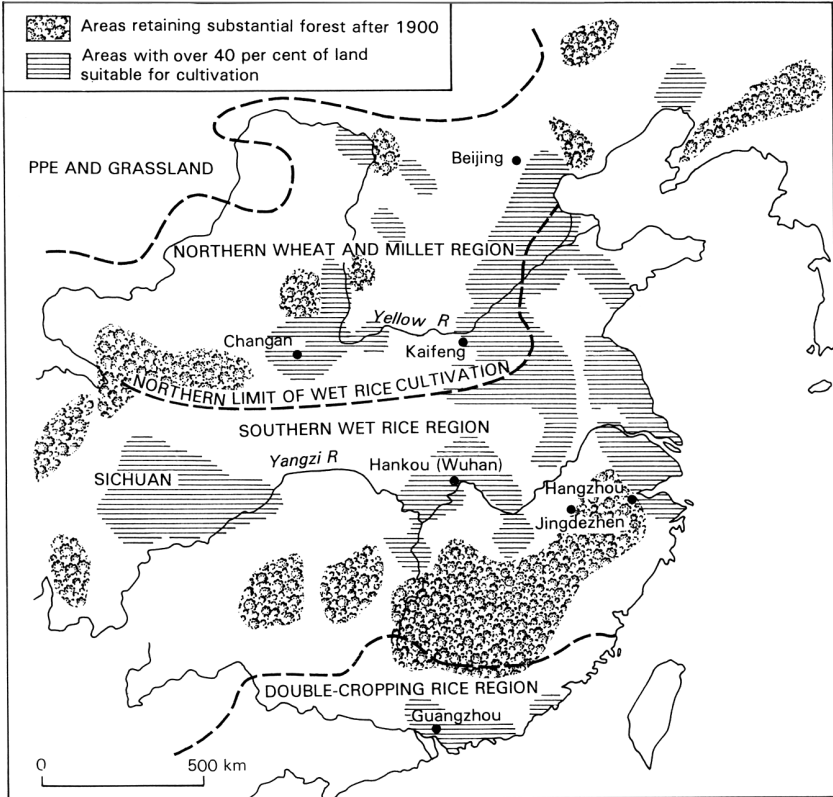 Areas retaining substantial forest after 1900
Areas with over 40 per cent of land
suitable for cultivation
Beijing
PPE AND GRASSLAND
NORTHERN WHEAT AND MILLET REGION
Yellow R
Changan
Kaifeng
NORTHERN LIMIT OF WET RICE CULTIVATION
SOUTHERN WET RICE REGION
Yangzi R
Hankou (Wuhan)
SICHUAN
Hangzhou
Jingdezhen
DOUBLE-CROPPING RICE REGION
Guangzhou
0
500 km